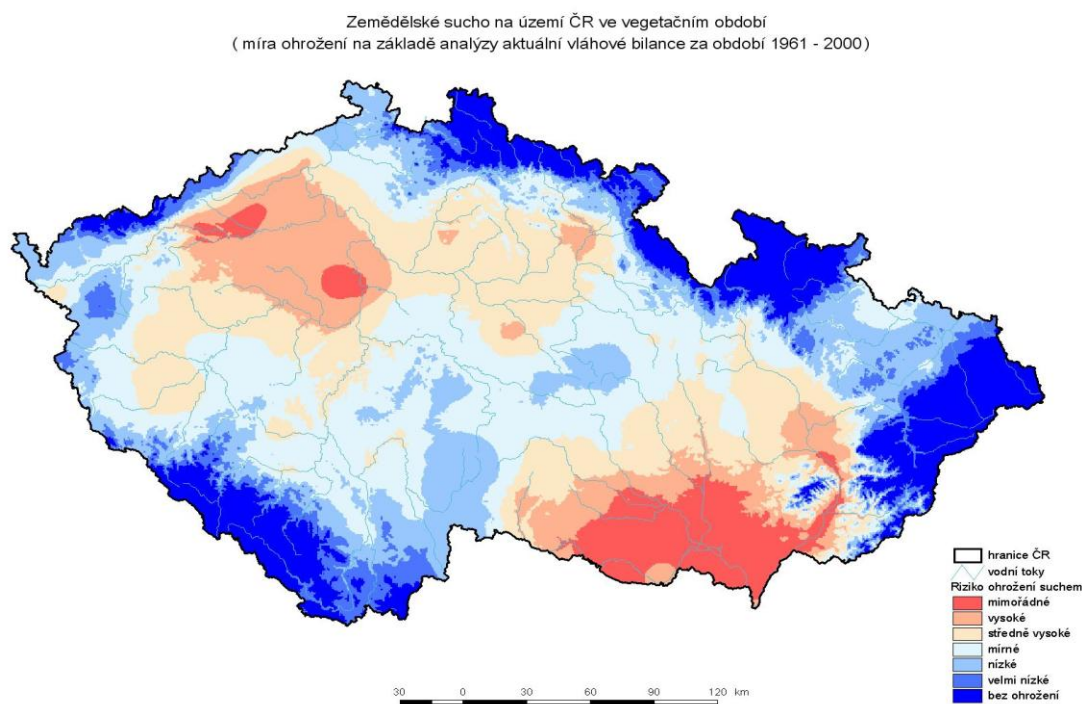 Zemědělské sucho na území ČR ve vegetačním období
( míra ohrožení na základě analýzy aktuální vláhové bilance za období 1961 - 2000 )
hranice ČR
vodní toky
Riziko ohrožení suchem
mimořádné
vysoké
středně vysoké
mírné
nízké
velmi nízké
bez ohrožení
30 0 30 60 90 120 km